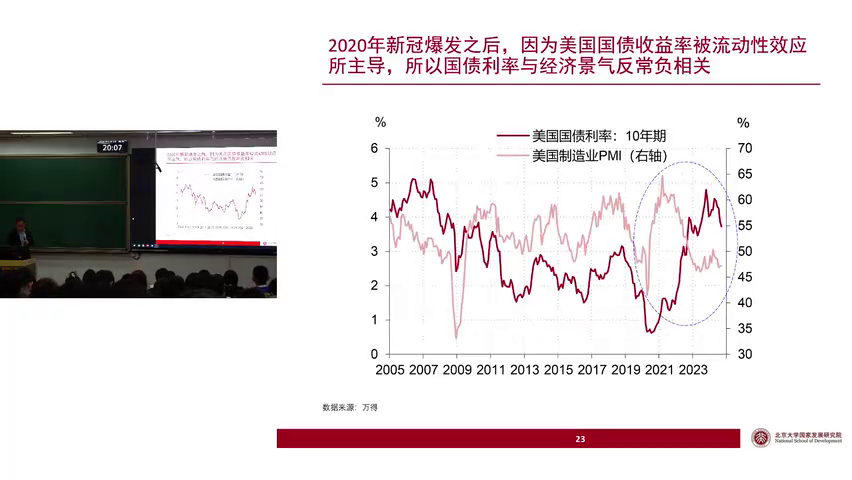 2020年新冠爆发之后，因为美国国债收益率被流动性效应
所主导，所以国债利率与经济景气反常负相关
20:07
%
%
美国国债利率：10年期
美国制造业PMI（右轴）
6
5
4
3
2
1
0
70
65
60
55
50
45
40
35
30
2005 2007 2009 2011 2013 2015 2017 2019 2021 2023
数据来源：万得
23
北京大学国家发展研究院
National School of Development